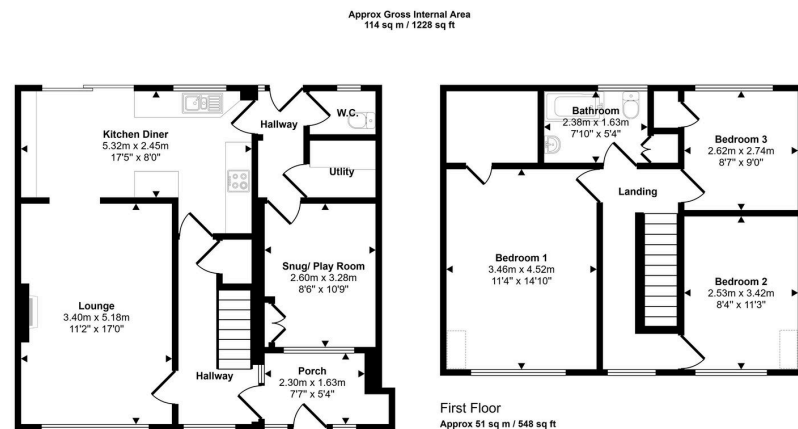 Approx Gross Internal Area
114 sq m / 1228 sq ft
Kitchen Diner
5.32m x 2.45m
17'5" x 8'0"
Hallway
W.C.
Utlity
Lounge
3.40m x 5.18m
11'2" x 17'0"
Snug/ Play Room
2.60m x 3.28m
8'6" x 10'9"
Hallway
Porch
2.30m x 1.63m
7'7" x 5'4"
Bathroom
2.38m x 1.63m
7'10" x 5'4"
Bedroom 3
2.62m x 2.74m
8'7" x 9'0"
Landing
Bedroom 1
3.46m x 4.52m
11'4" x 14'10"
Bedroom 2
2.53m x 3.42m
8'4" x 11'3"
First Floor
Approx 51 sq m / 548 sq ft